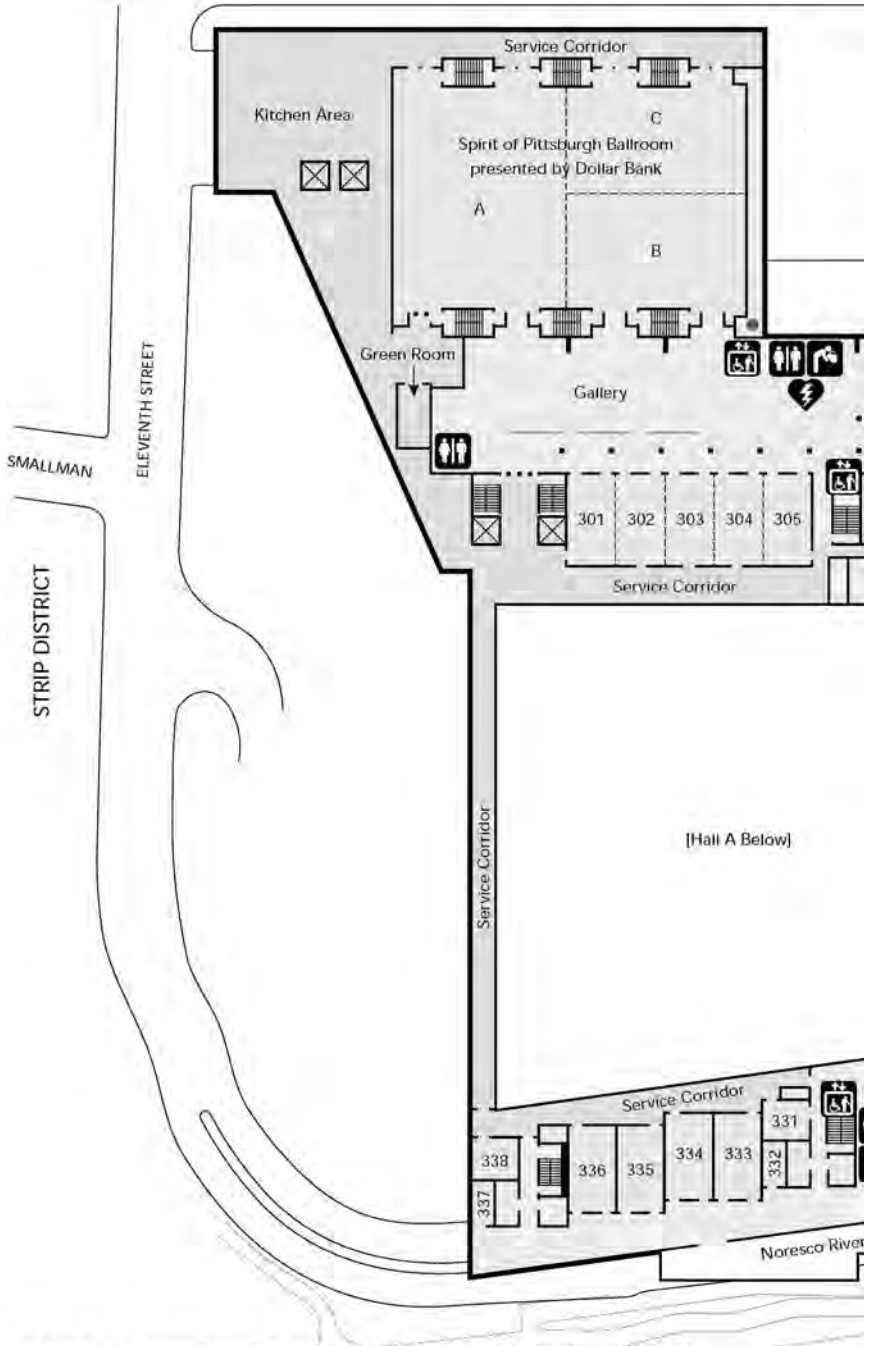 Service Corridor
Kitchen Area
C
Spirit of Pittsburgh Ballroom
presented by Dollar Bank
A
B
Green Room
Gallery
ELEVENTH STREET
SMALLMAN
STRIP DISTRICT
301
302
303
304
305
Service Corridor
Service Corridor
[Hall A Below]
Service Corridor
331
332
333
334
335
336
338
337
Noresco River